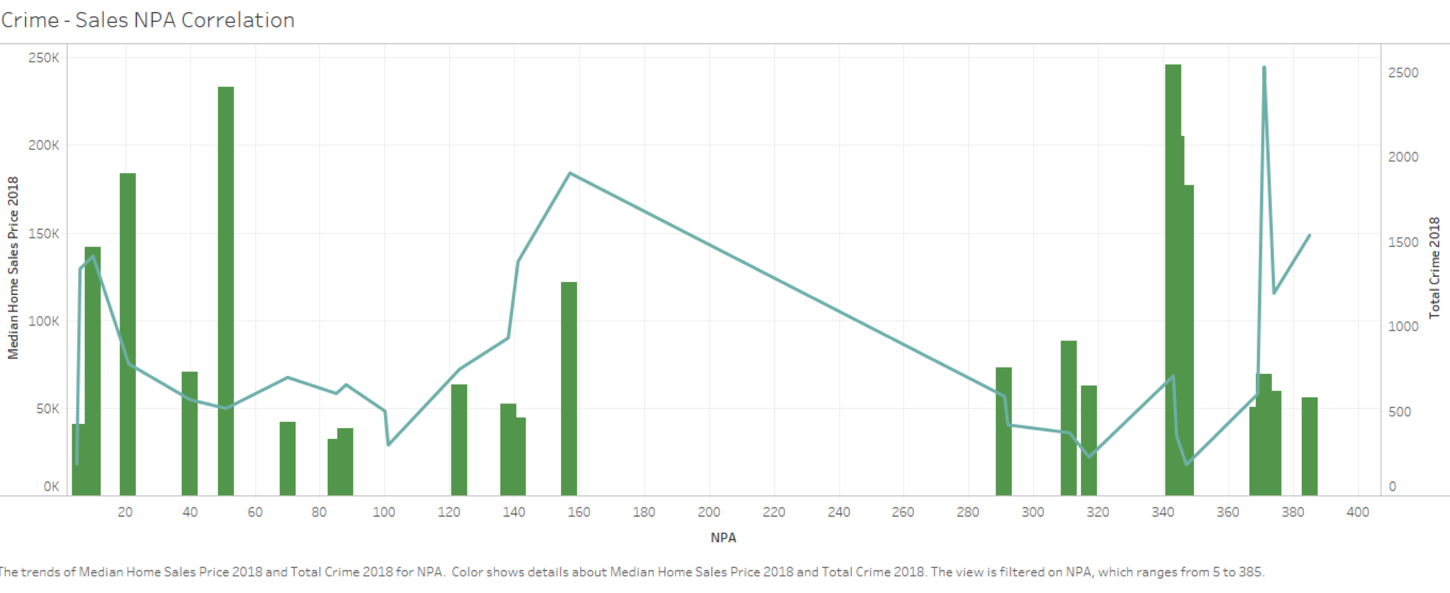 Crime - Sales NPA Correlation
250K
200K
150K
100K
50K
0K
Median Home Sales Price 2018
2500
2000
1500
1000
500
0
Total Crime 2018
20 40 60 80 100 120 140 160 180 200 220 240 260 280 300 320 340 360 380 400
NPA
The trends of Median Home Sales Price 2018 and Total Crime 2018 for NPA. Color shows details about Median Home Sales Price 2018 and Total Crime 2018. The view is filtered on NPA, which ranges from 5 to 385.